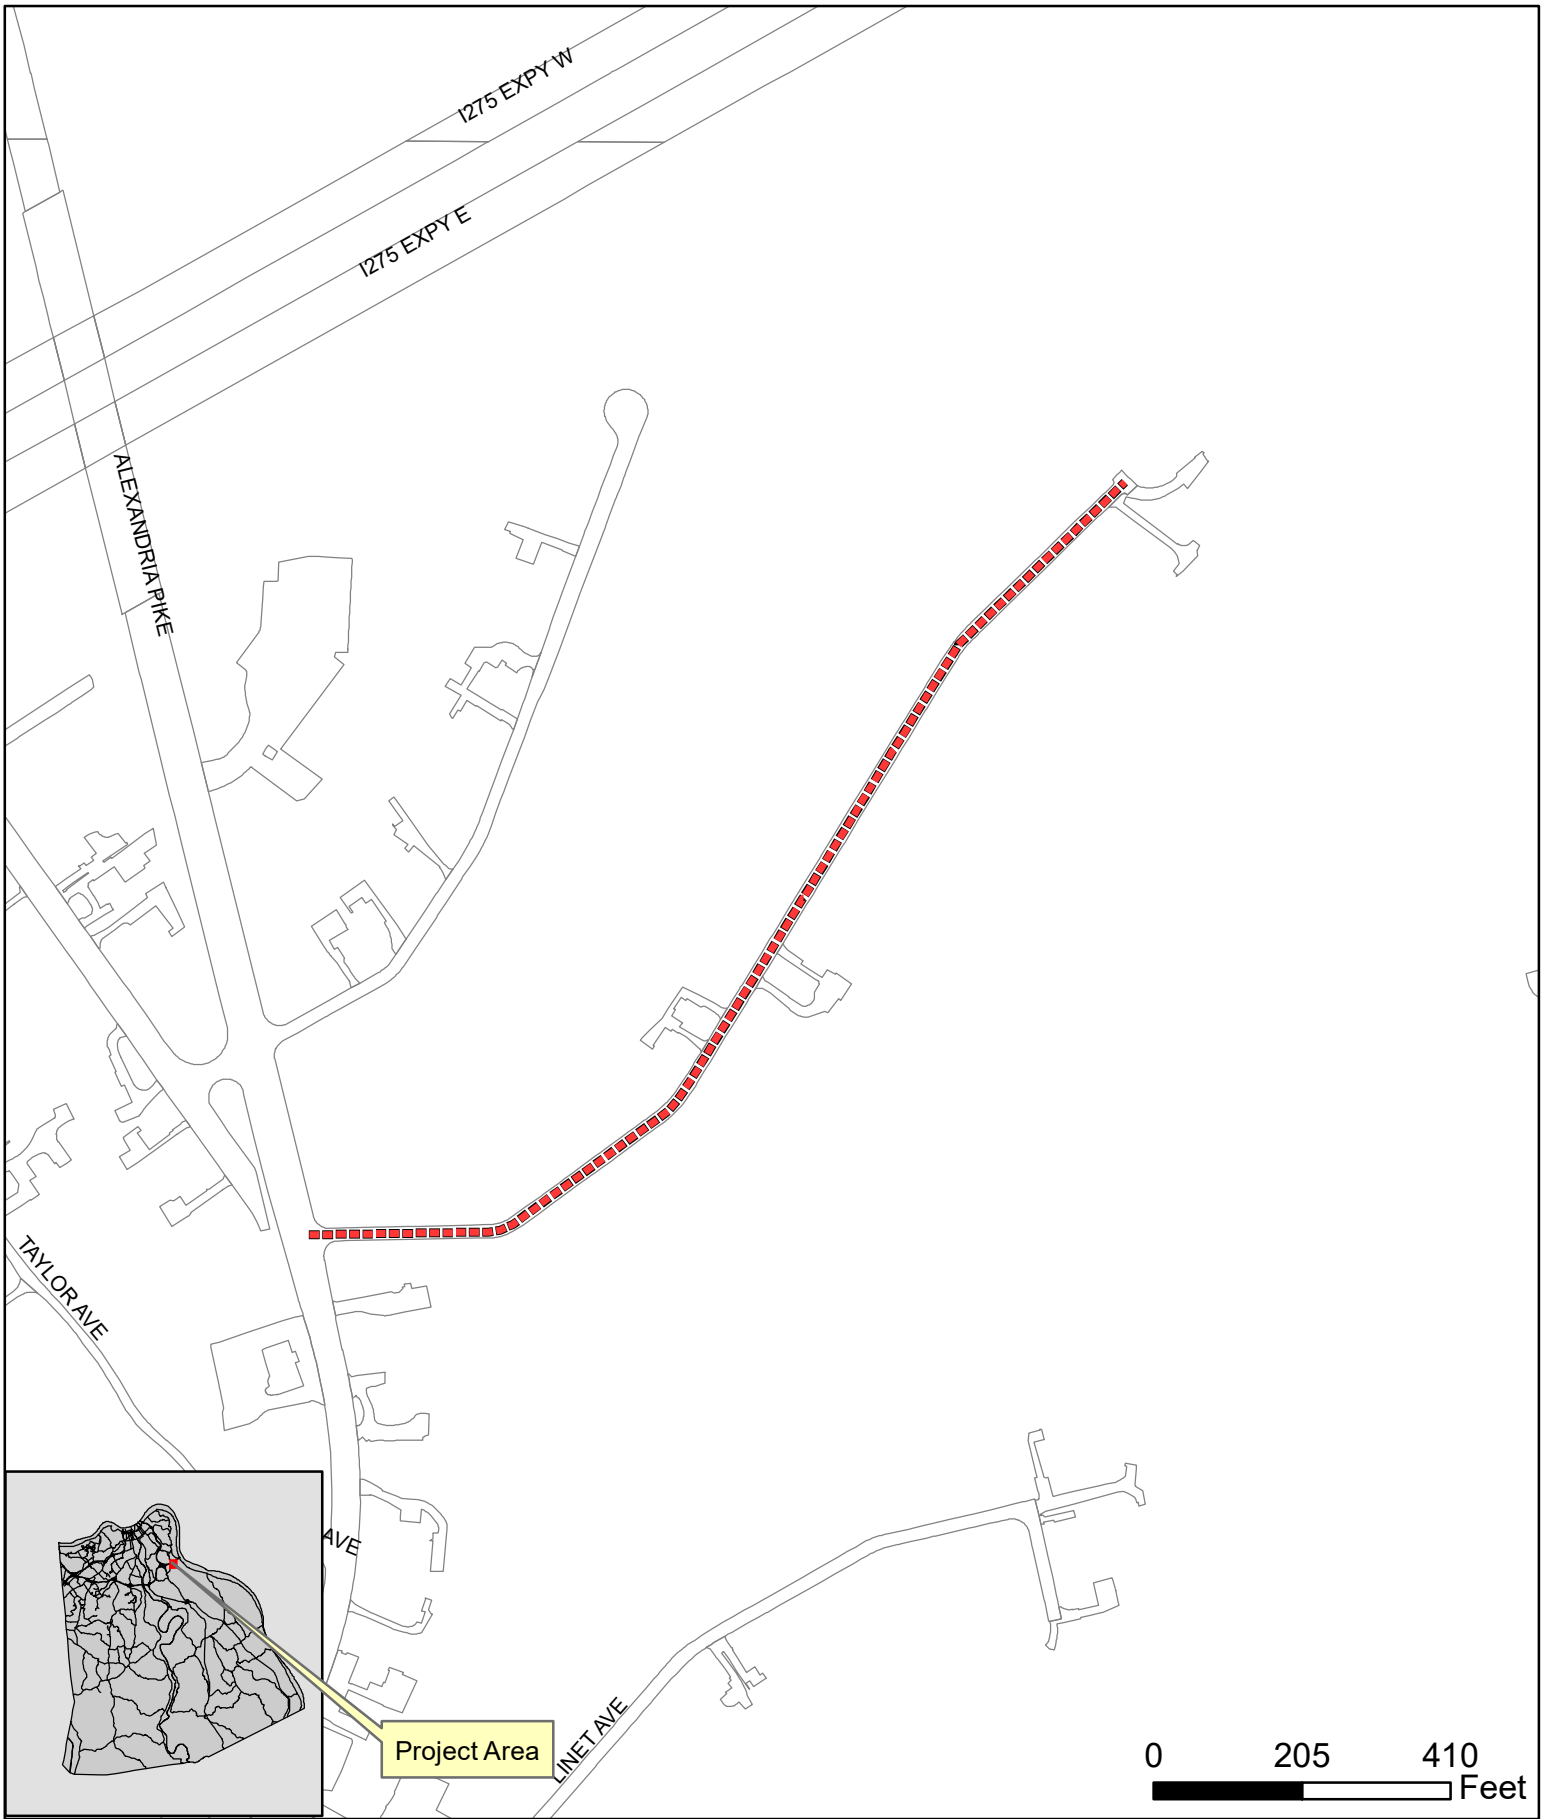 I275 EXPY W
I275 EXPY E
ALEXANDRIA PIKE
TAYLOR AVE
AVE
LINET AVE
Project Area
0 205 410
Feet